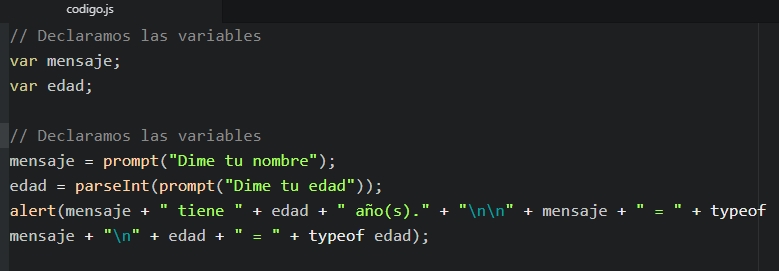 codigo.js
// Declaramos las variables
var mensaje;
var edad;
// Declaramos las variables
mensaje = prompt("Dime tu nombre");
edad = parseInt(prompt("Dime tu edad"));
alert(mensaje + " tiene " + edad + " año(s)." + "\n\n" + mensaje + " = " + typeof
mensaje + "\n" + edad + " = " + typeof edad);